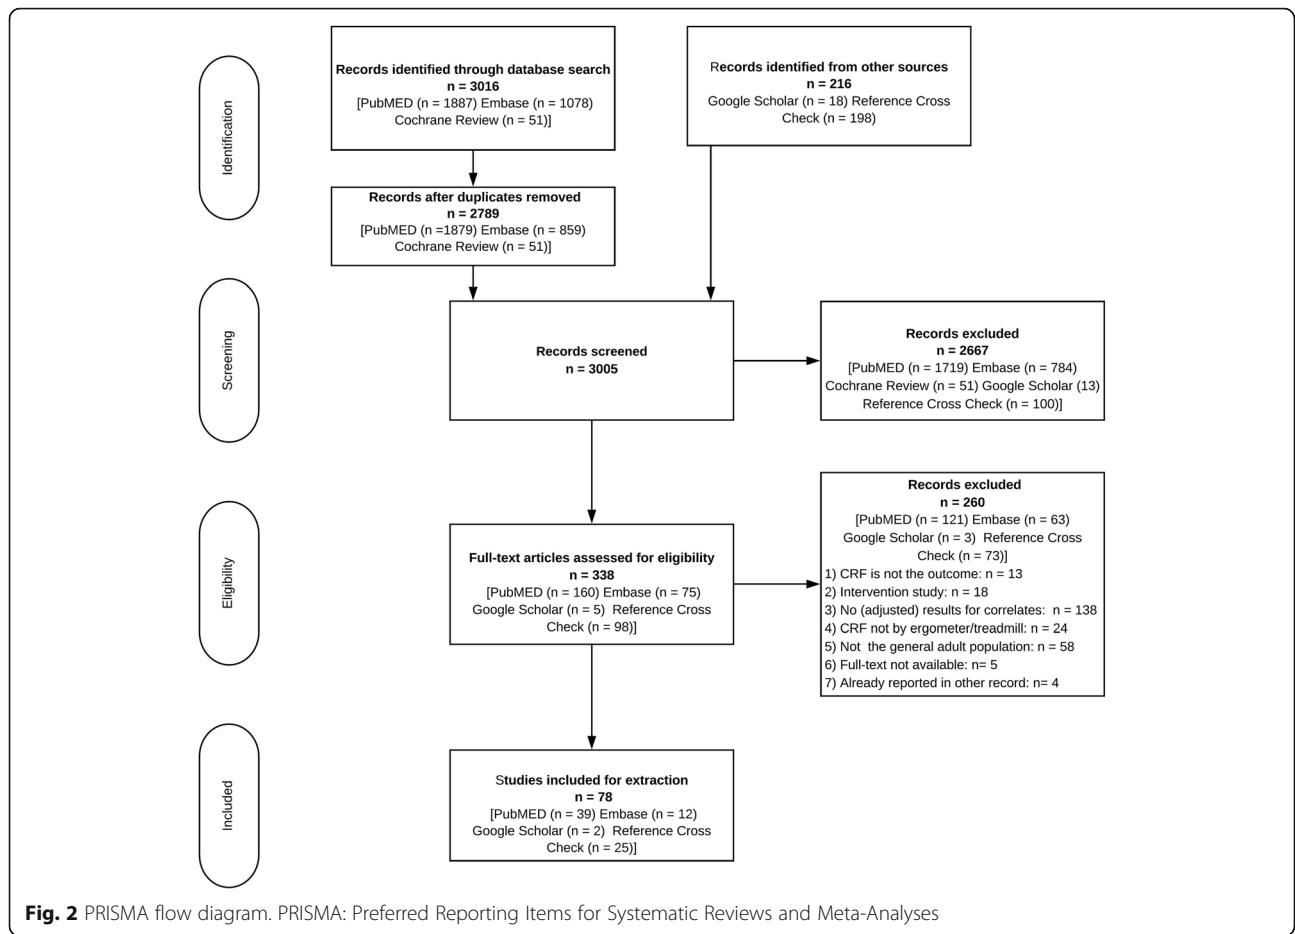 Identification
Records identified through database search
n = 3016
[PubMED (n = 1887) Embase (n = 1078)
Cochrane Review (n = 51)]
Records identified from other sources
n = 216
Google Scholar (n = 18) Reference Cross
Check (n = 198)
Records after duplicates removed
n = 2789
[PubMED (n =1879) Embase (n = 859)
Cochrane Review (n = 51)]
Screening
Records screened
n = 3005
Records excluded
n = 2667
[PubMED (n = 1719) Embase (n = 784)
Cochrane Review (n = 51) Google Scholar (13)
Reference Cross Check (n = 100)]
Eligibility
Full-text articles assessed for eligibility
n = 338
[PubMED (n = 160) Embase (n = 75)
Google Scholar (n = 5) Reference Cross
Check (n = 98)]
Records excluded
n = 260
[PubMED (n = 121) Embase (n = 63)
Google Scholar (n = 3) Reference Cross
Check (n = 73)]
1) CRF is not the outcome: n = 13
2) Intervention study: n = 18
3) No (adjusted) results for correlates: n = 138
4) CRF not by ergometer/treadmill: n = 24
5) Not the general adult population: n = 58
6) Full-text not available: n= 5
7) Already reported in other record: n= 4
Included
Studies included for extraction
n = 78
[PubMED (n = 39) Embase (n = 12)
Google Scholar (n = 2) Reference Cross
Check (n = 25)]
Fig. 2 PRISMA flow diagram. PRISMA: Preferred Reporting Items for Systematic Reviews and Meta-Analyses